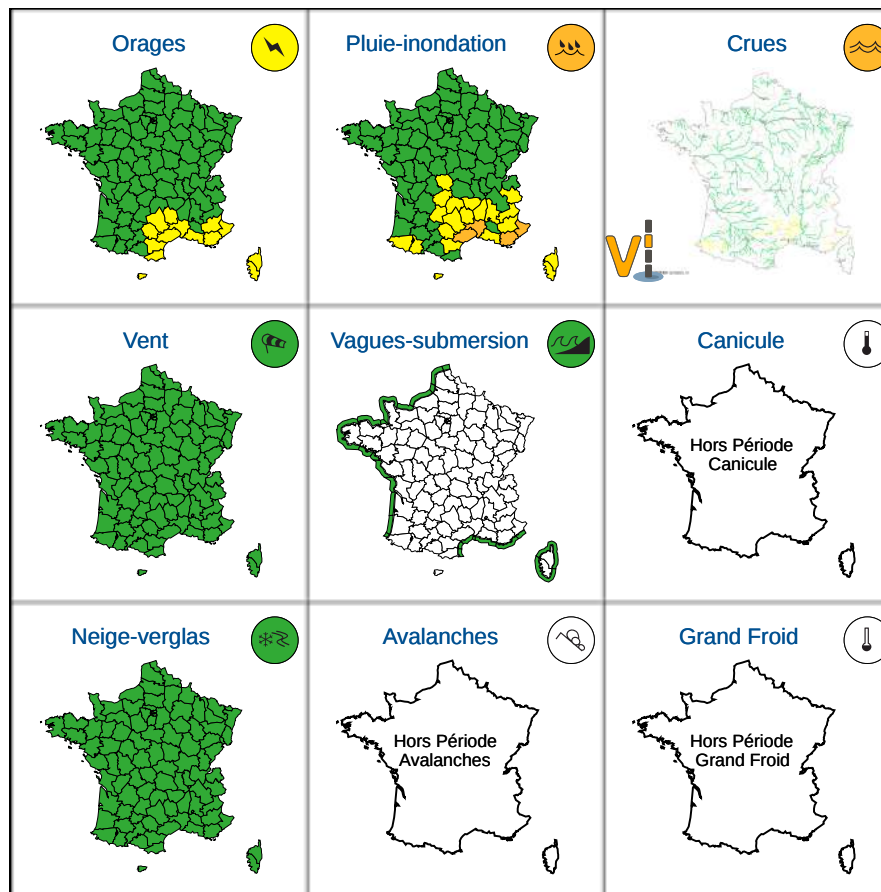 Orages
Pluie-inondation
Crues
Vi
Vent
Vagues-submersion
Canicule
Hors Période
Canicule
Neige-verglas
Avalanches
Grand Froid
Hors Période
Avalanches
Hors Période
Grand Froid